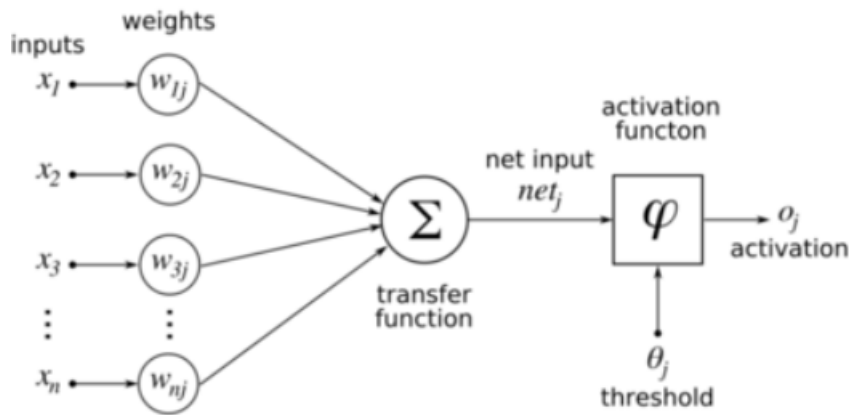 weights
inputs
x₁
w₁ⱼ
activation
functon
x₂
w₂ⱼ
net input
netⱼ
Σ
φ
oⱼ
activation
x₃
w₃ⱼ
transfer
function
⋮
⋮
θⱼ
threshold
xₙ
wₙⱼ